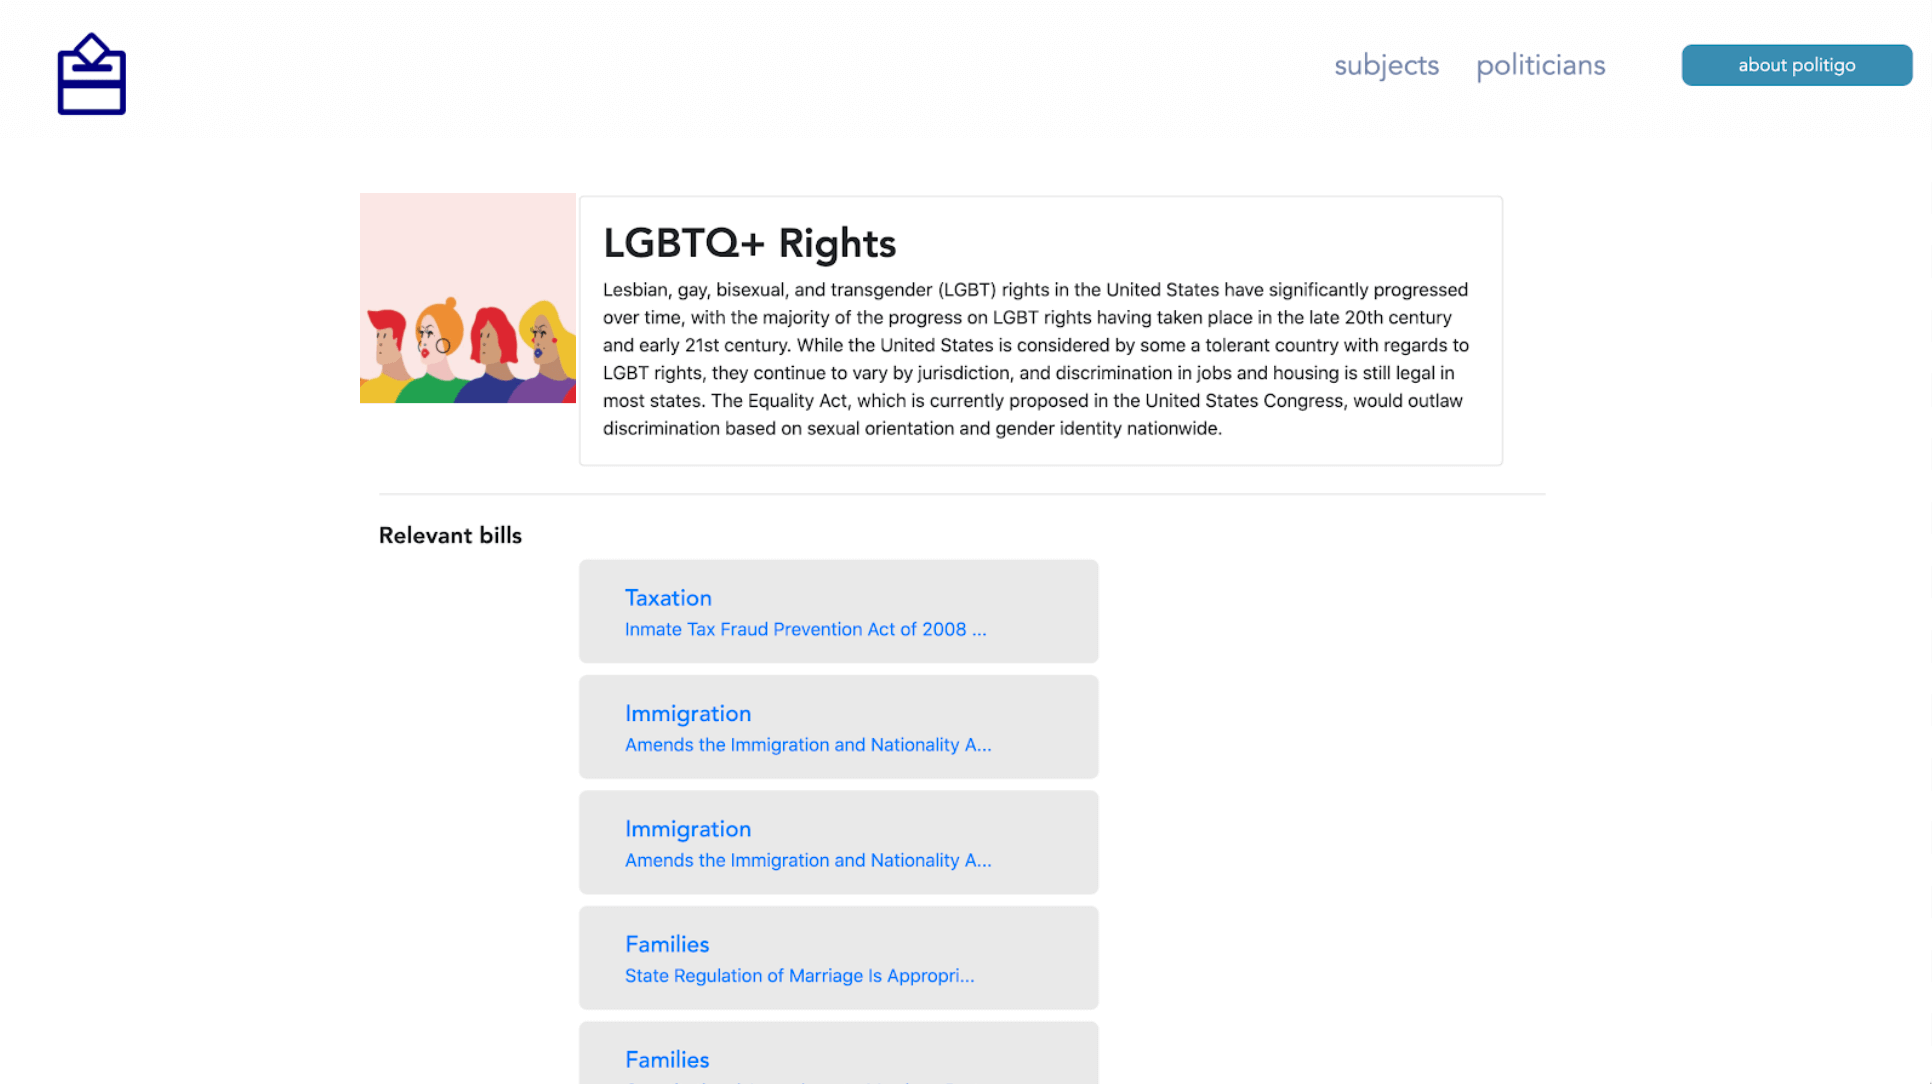 subjects
politicians
about politigo
LGBTQ+ Rights
Lesbian, gay, bisexual, and transgender (LGBT) rights in the United States have significantly progressed
over time, with the majority of the progress on LGBT rights having taken place in the late 20th century
and early 21st century. While the United States is considered by some a tolerant country with regards to
LGBT rights, they continue to vary by jurisdiction, and discrimination in jobs and housing is still legal in
most states. The Equality Act, which is currently proposed in the United States Congress, would outlaw
discrimination based on sexual orientation and gender identity nationwide.
Relevant bills
Taxation
Inmate Tax Fraud Prevention Act of 2008 ...
Immigration
Amends the Immigration and Nationality A...
Immigration
Amends the Immigration and Nationality A...
Families
State Regulation of Marriage Is Appropri...
Families